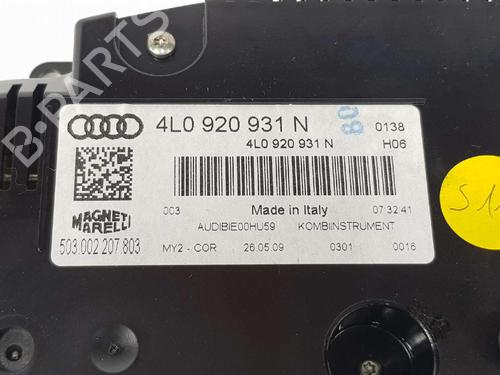 4L0 920 931 N
4L0 920 931 N
80
0138
H06
003
Made in Italy
07:32:41
AUDIBIE00HU59
KOMBIINSTRUMENT
MAGNETI
MARELLI
503.002.207.803
MY2 - COR
26.05.09
0301
0016
B-PARTS